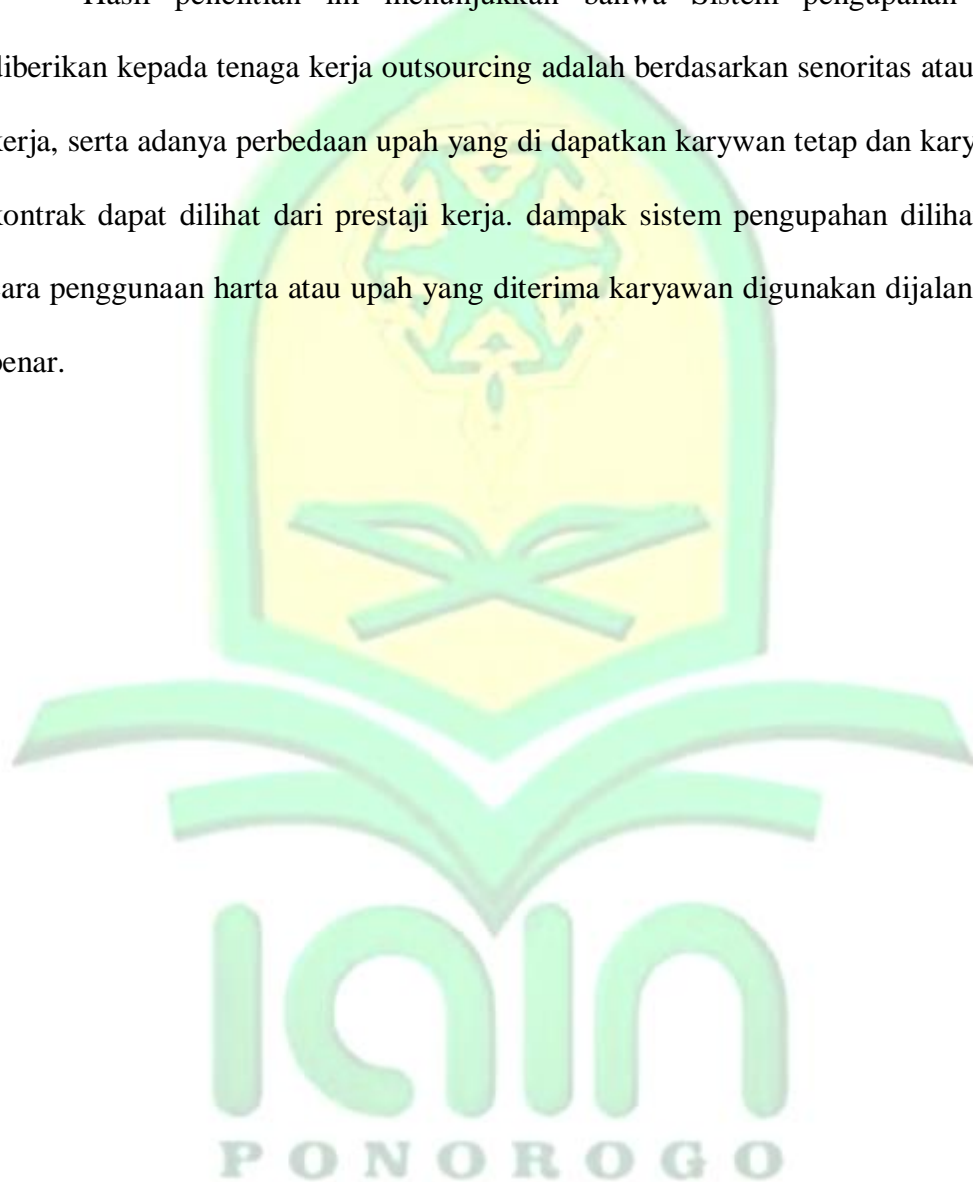 Hasil penelitian ini menunjukkan bahwa Sistem pengupahan
diberikan kepada tenaga kerja outsourcing adalah berdasarkan senoritas atau
kerja, serta adanya perbedaan upah yang di dapatkan karywan tetap dan kary
kontrak dapat dilihat dari prestaji kerja. dampak sistem pengupahan diliha
cara penggunaan harta atau upah yang diterima karyawan digunakan dijalan
benar.
iain
PONOROGO